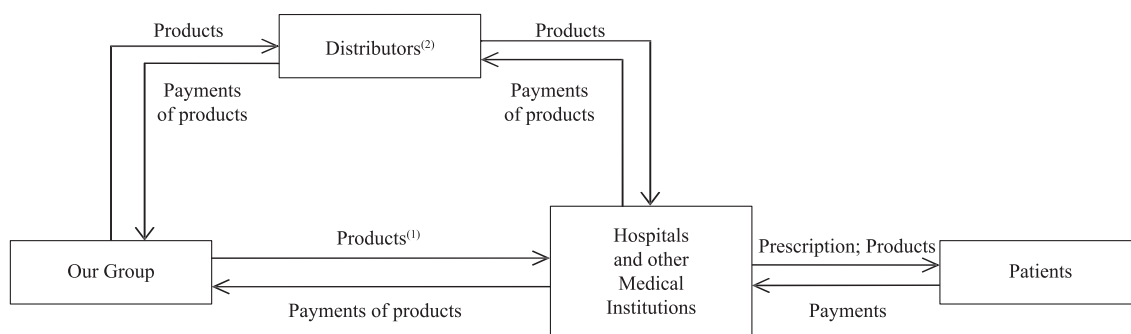 Products
Distributors(2)
Products
Payments
of products
Payments
of products
Products(1)
Hospitals
and other
Medical
Institutions
Prescription; Products
Our Group
Patients
Payments of products
Payments